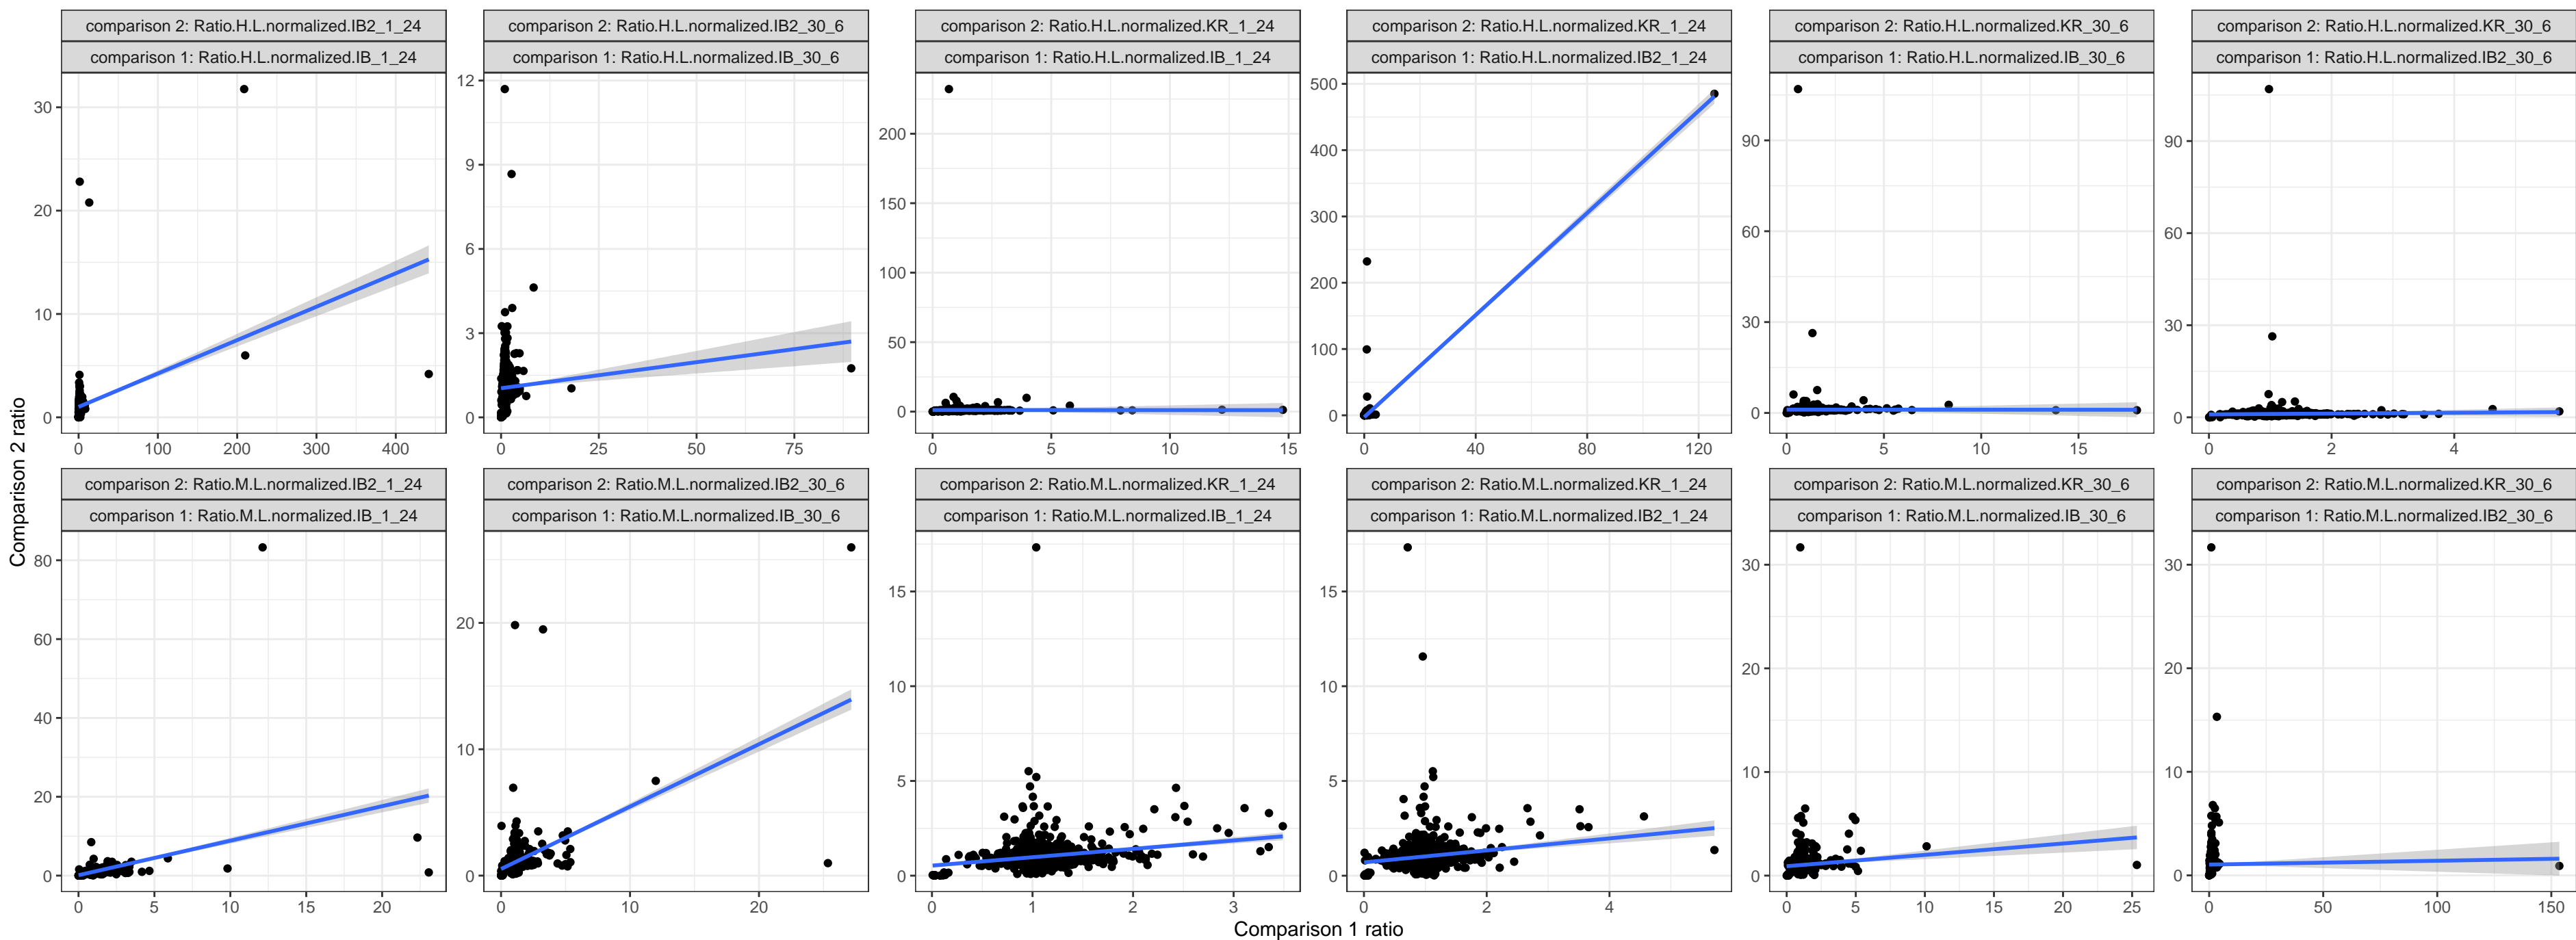 comparison 2: Ratio.H.L.normalized.IB2_1_24
comparison 1: Ratio.H.L.normalized.IB_1_24
comparison 2: Ratio.H.L.normalized.IB2_30_6
comparison 1: Ratio.H.L.normalized.IB_30_6
comparison 2: Ratio.H.L.normalized.KR_1_24
comparison 1: Ratio.H.L.normalized.IB_1_24
comparison 2: Ratio.H.L.normalized.KR_1_24
comparison 1: Ratio.H.L.normalized.IB2_1_24
comparison 2: Ratio.H.L.normalized.KR_30_6
comparison 1: Ratio.H.L.normalized.IB_30_6
comparison 2: Ratio.H.L.normalized.KR_30_6
comparison 1: Ratio.H.L.normalized.IB2_30_6
30
20
10
0
0 100 200 300 400
12
9
6
3
0
0 25 50 75
200
150
100
50
0
0 5 10 15
500
400
300
200
100
0
0 40 80 120
90
60
30
0
0 5 10 15
90
60
30
0
0 2 4
Comparison 2 ratio
comparison 2: Ratio.M.L.normalized.IB2_1_24
comparison 1: Ratio.M.L.normalized.IB_1_24
comparison 2: Ratio.M.L.normalized.IB2_30_6
comparison 1: Ratio.M.L.normalized.IB_30_6
comparison 2: Ratio.M.L.normalized.KR_1_24
comparison 1: Ratio.M.L.normalized.IB_1_24
comparison 2: Ratio.M.L.normalized.KR_1_24
comparison 1: Ratio.M.L.normalized.IB2_1_24
comparison 2: Ratio.M.L.normalized.KR_30_6
comparison 1: Ratio.M.L.normalized.IB_30_6
comparison 2: Ratio.M.L.normalized.KR_30_6
comparison 1: Ratio.M.L.normalized.IB2_30_6
80
60
40
20
0
0 5 10 15 20
20
10
0
0 10 20
15
10
5
0
0 1 2 3
15
10
5
0
0 2 4
30
20
10
0
0 5 10 15 20 25
30
20
10
0
0 50 100 150
Comparison 1 ratio